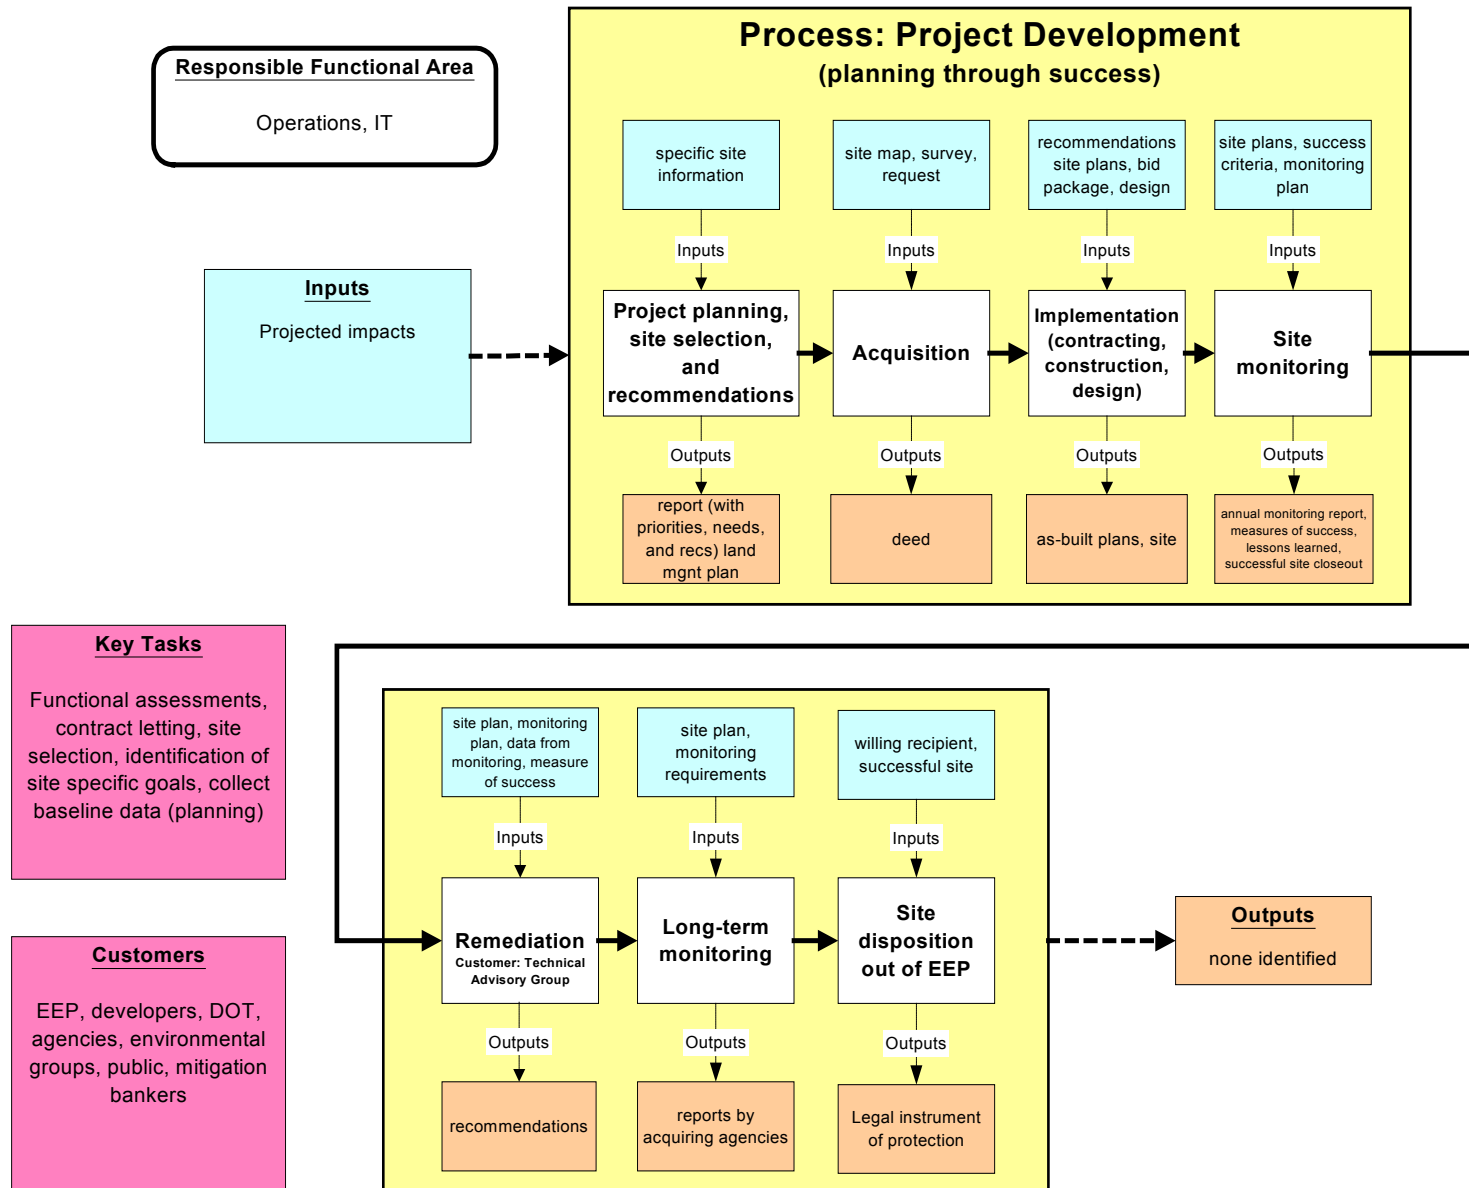 Process: Project Development
(planning through success)
Responsible Functional Area
Operations, IT
specific site
information
site map, survey,
request
recommendations
site plans, bid
package, design
site plans, success
criteria, monitoring
plan
Inputs
Inputs
Inputs
Inputs
Inputs
Projected impacts
Project planning,
site selection,
and
recommendations
Acquisition
Implementation
(contracting,
construction,
design)
Site
monitoring
Outputs
Outputs
Outputs
Outputs
report (with
priorities, needs,
and recs) land
mgnt plan
deed
as-built plans, site
annual monitoring report,
measures of success,
lessons learned,
successful site closeout
Key Tasks
Functional assessments,
contract letting, site
selection, identification of
site specific goals, collect
baseline data (planning)
site plan, monitoring
plan, data from
monitoring, measure
of success
site plan,
monitoring
requirements
willing recipient,
successful site
Inputs
Inputs
Inputs
Remediation
Customer: Technical
Advisory Group
Long-term
monitoring
Site
disposition
out of EEP
Outputs
none identified
Customers
EEP, developers, DOT,
agencies, environmental
groups, public, mitigation
bankers
Outputs
Outputs
Outputs
recommendations
reports by
acquiring agencies
Legal instrument
of protection